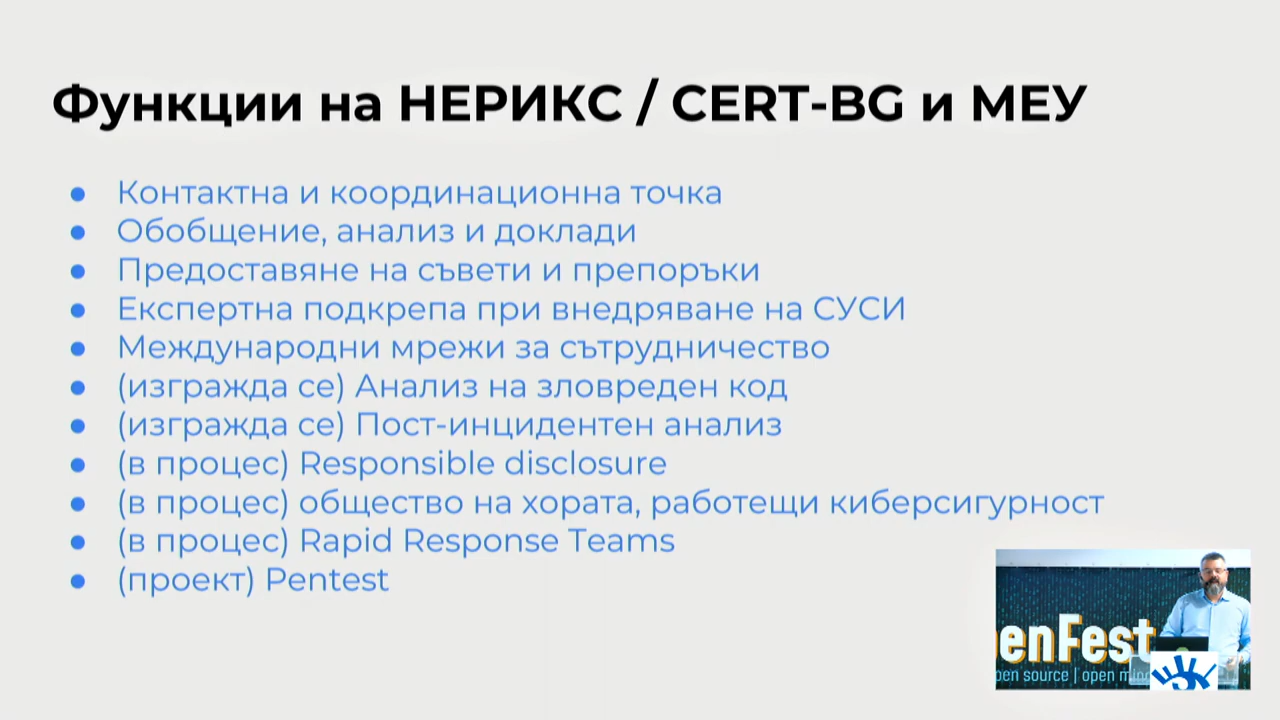 Функции на НЕРИКС / CERT-BG и МЕУ
● Контактна и координационна точка
● Обобщение, анализ и доклади
● Предоставяне на съвети и препоръки
● Експертна подкрепа при внедряване на СУСИ
● Международни мрежи за сътрудничество
● (изгражда се) Анализ на зловреден код
● (изгражда се) Пост-инцидентен анализ
● (в процес) Responsible disclosure
● (в процес) общество на хората, работещи киберсигурност
● (в процес) Rapid Response Teams
● (проект) Pentest
enFest
pen source | open